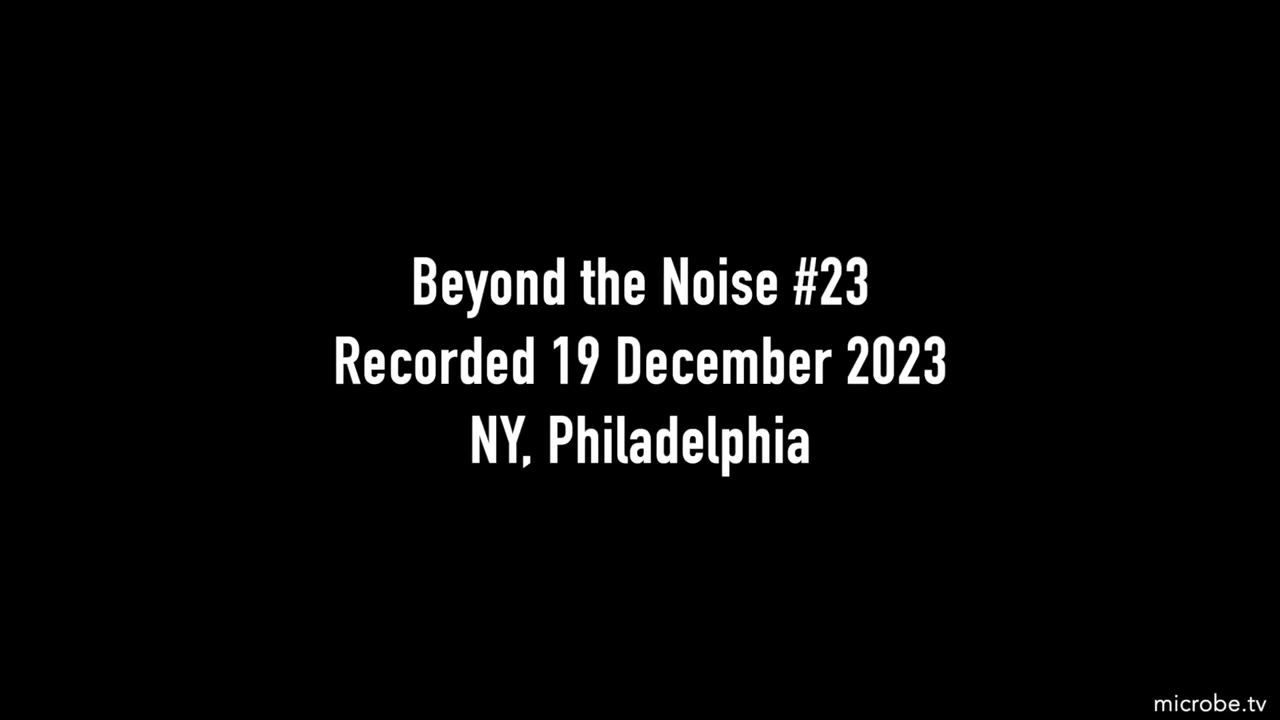 Beyond the Noise #23
Recorded 19 December 2023
NY, Philadelphia
microbe.tv